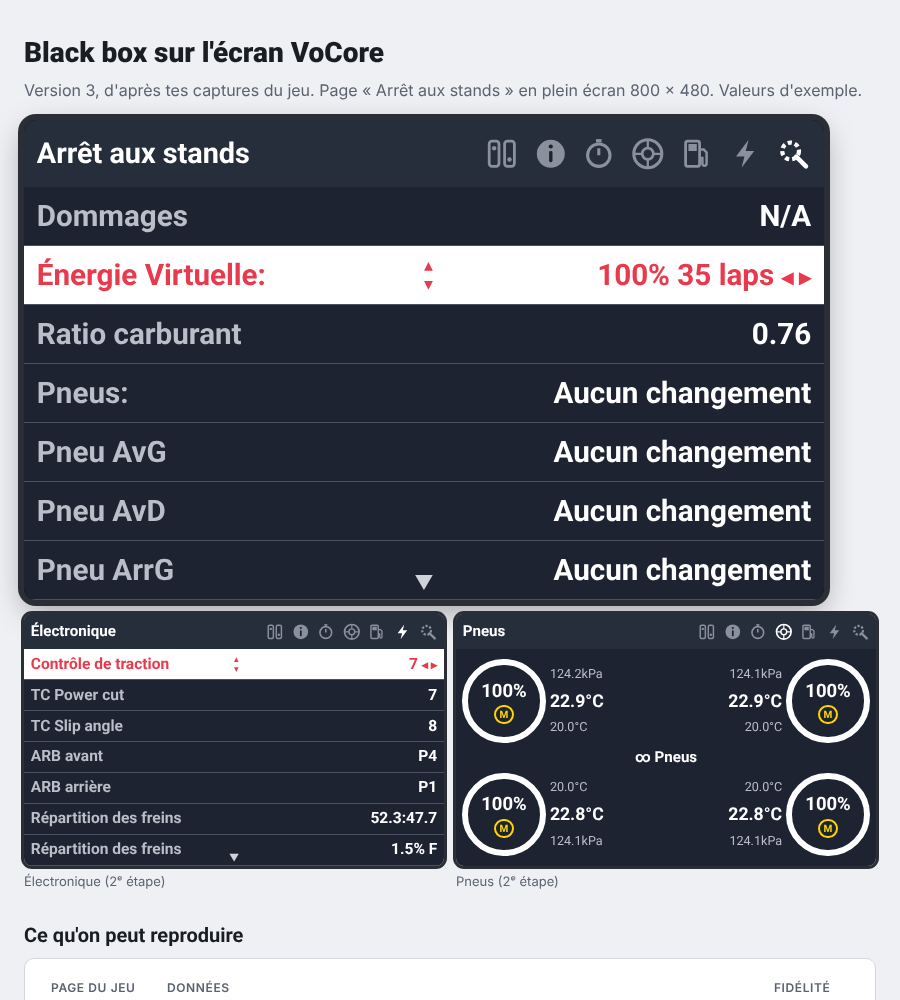 Black box sur l'écran VoCore
Version 3, d'après tes captures du jeu. Page « Arrêt aux stands » en plein écran 800 × 480. Valeurs d'exemple.
Arrêt aux stands
Dommages N/A
Énergie Virtuelle: 100% 35 laps
Ratio carburant 0.76
Pneus: Aucun changement
Pneu AvG Aucun changement
Pneu AvD Aucun changement
Pneu ArrG Aucun changement
Électronique
Contrôle de traction 7
TC Power cut 7
TC Slip angle 8
ARB avant P4
ARB arrière P1
Répartition des freins 52.3:47.7
Répartition des freins 1.5% F
Électronique (2ᵉ étape)
Pneus
124.2kPa 124.1kPa
100% 22.9°C 22.9°C 100%
M 20.0°C 20.0°C M
∞ Pneus
20.0°C 20.0°C
100% 22.8°C 22.8°C 100%
M 124.1kPa 124.1kPa M
Pneus (2ᵉ étape)
Ce qu'on peut reproduire
PAGE DU JEU DONNÉES FIDÉLITÉ